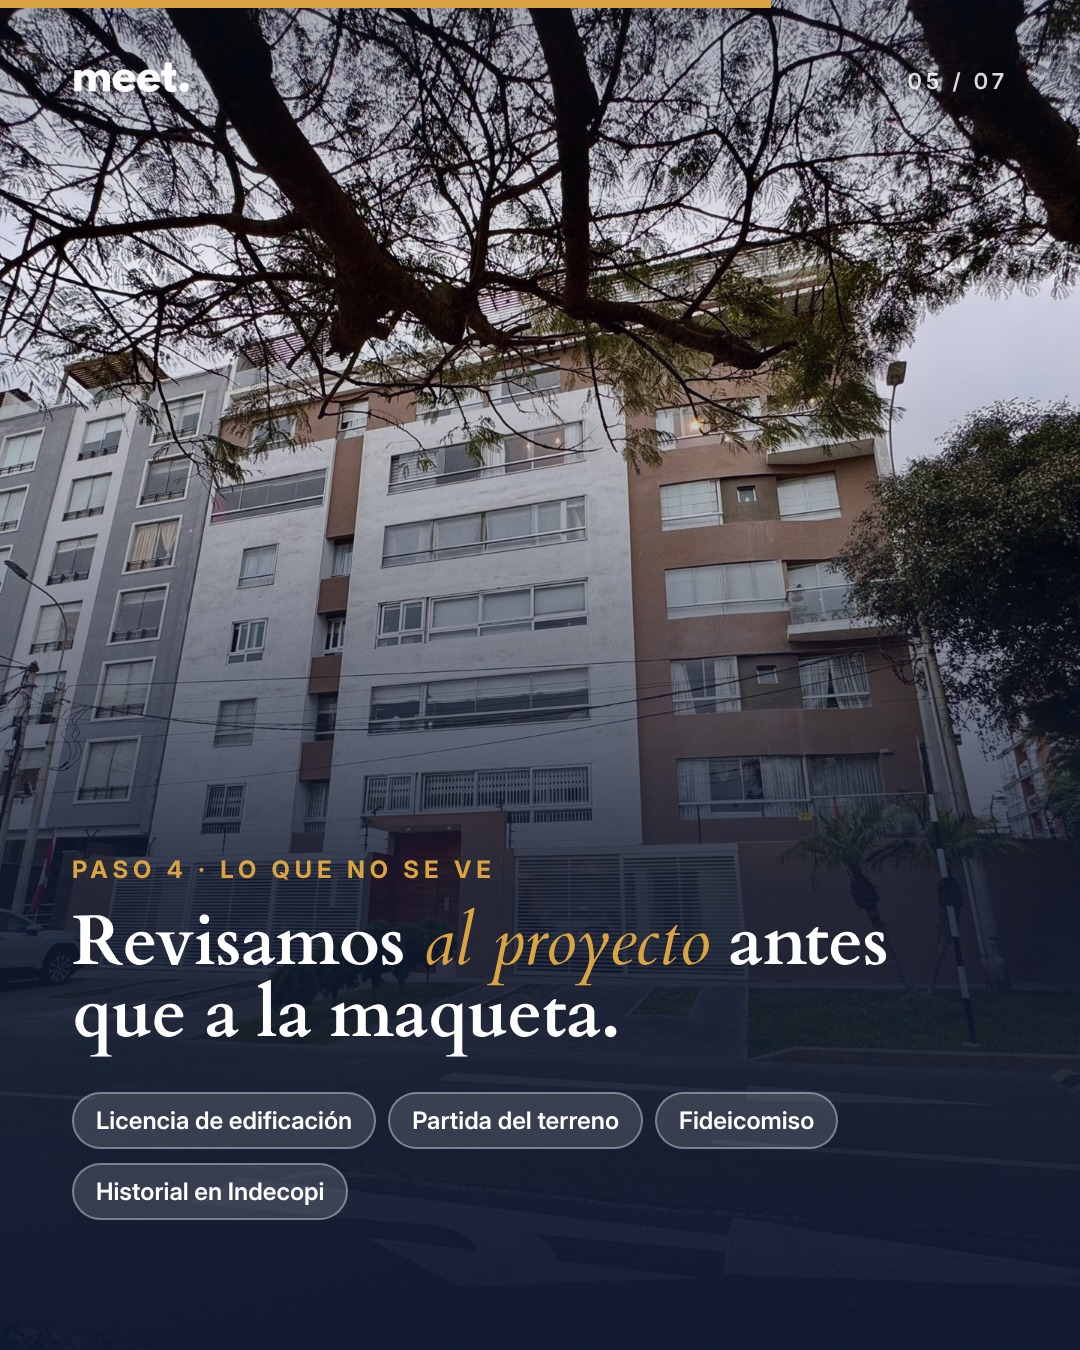 meet.
05 / 07
PASO 4 · LO QUE NO SE VE
Revisamos al proyecto antes
que a la maqueta.
Licencia de edificación
Partida del terreno
Fideicomiso
Historial en Indecopi